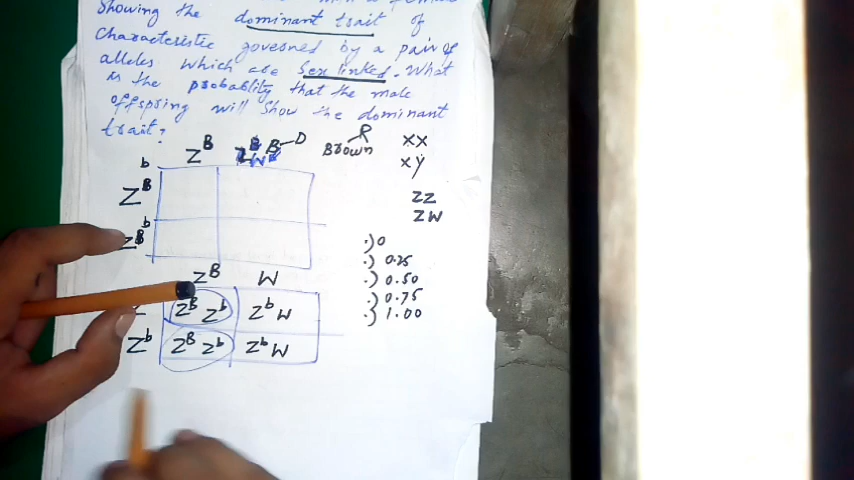 Showing the dominant trait of
characteristic governed by a pair of
alleles which are Sex linked. What
is the probablity that the male
offspring will show the dominant
trait?
b Z^B B-D Brown R XX
XY
Z^B ZZ
b ZW
.) 0
.) 0.25
Z^B W .) 0.50
Z^B Z^b Z^b W .) 0.75
.) 1.00
Z^b Z^B Z^b Z^b W